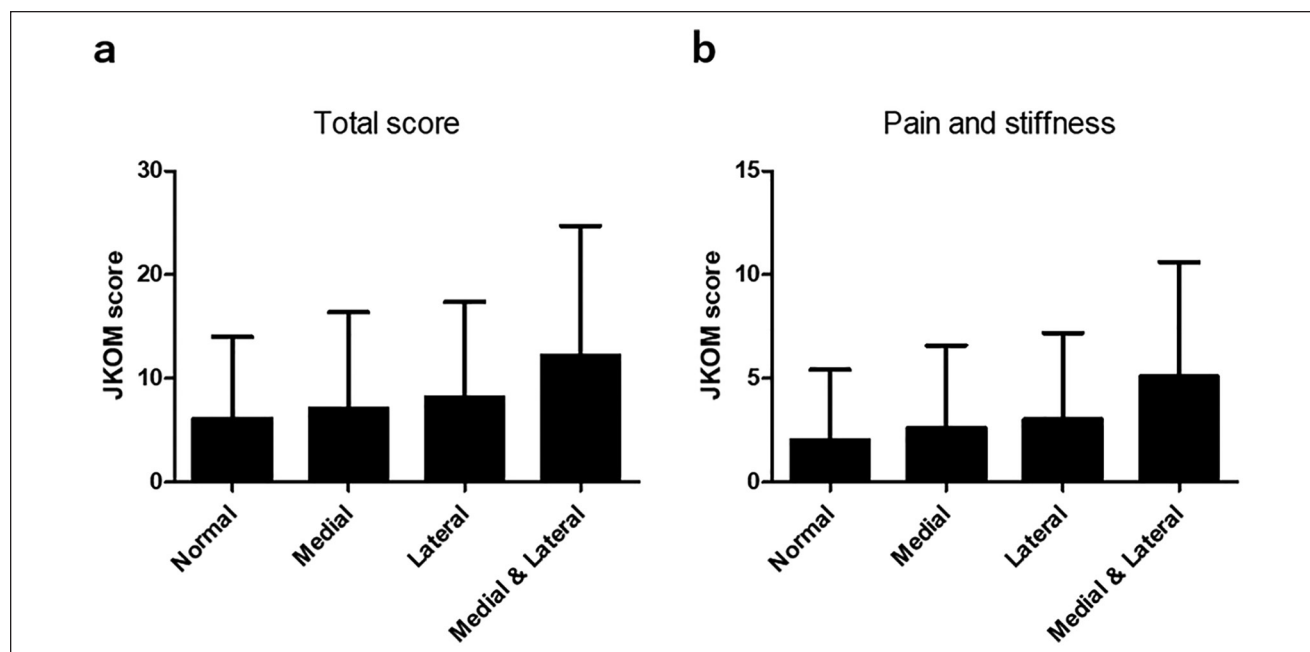 a
Total score
JKOM score
30
20
10
0
Normal
Medial
Lateral
Medial & Lateral
b
Pain and stiffness
JKOM score
15
10
5
0
Normal
Medial
Lateral
Medial & Lateral